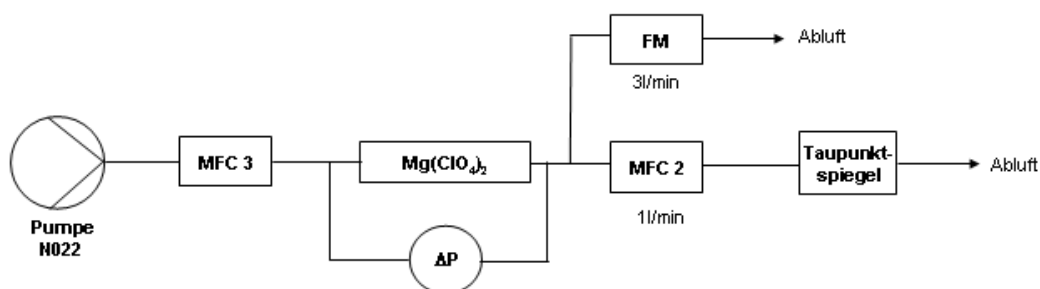 FM
Abluft
3l/min
MFC 3
Mg(ClO₄)₂
MFC 2
Taupunkt-
spiegel
Abluft
1l/min
Pumpe
N022
ΔP